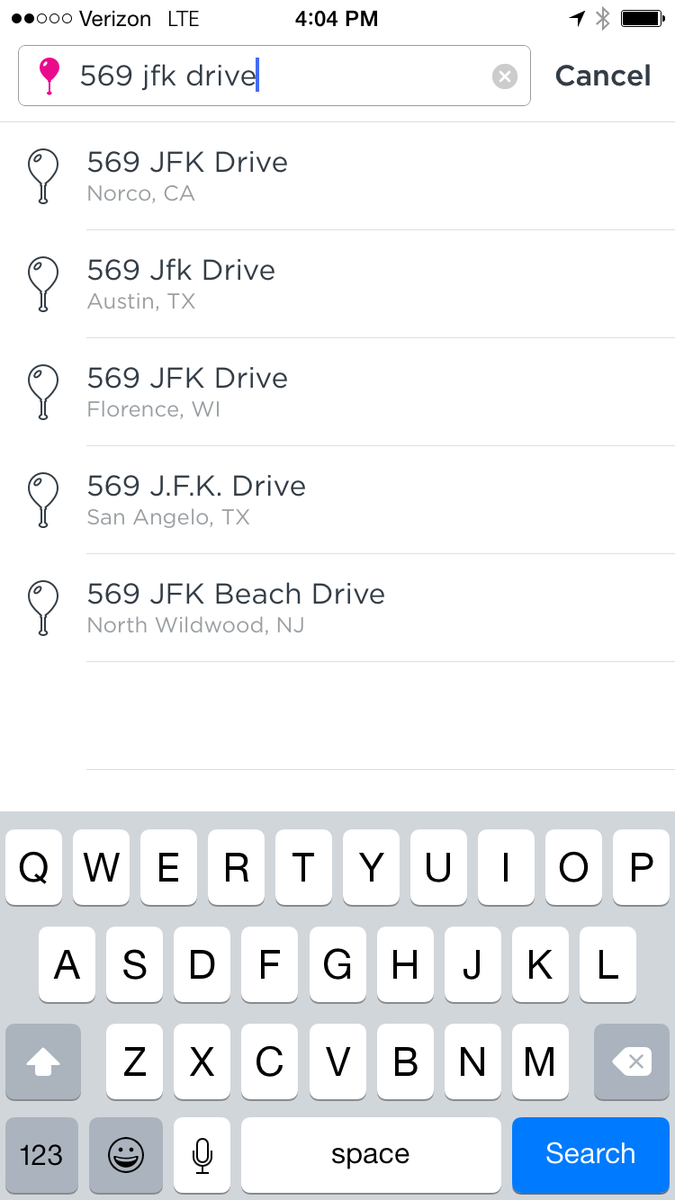 Verizon LTE 4:04 PM
569 jfk drive Cancel
569 JFK Drive
Norco, CA
569 Jfk Drive
Austin, TX
569 JFK Drive
Florence, WI
569 J.F.K. Drive
San Angelo, TX
569 JFK Beach Drive
North Wildwood, NJ
Q W E R T Y U I O P
A S D F G H J K L
Z X C V B N M
123 space Search